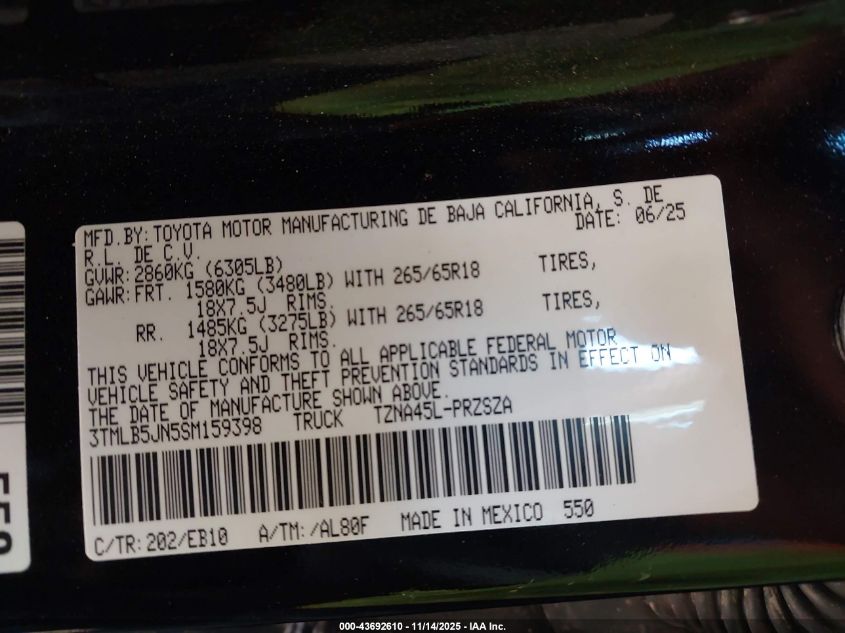 MFD.BY:TOYOTA MOTOR MANUFACTURING DE BAJA CALIFORNIA, S. DE
R.L. DE C.V. DATE: 06/25
GVWR:2860KG (6305LB)
GAWR:FRT. 1580KG (3480LB) WITH 265/65R18 TIRES,
18X7.5J RIMS.
RR. 1485KG (3275LB) WITH 265/65R18 TIRES,
18X7.5J RIMS.
THIS VEHICLE CONFORMS TO ALL APPLICABLE FEDERAL MOTOR
VEHICLE SAFETY AND THEFT PREVENTION STANDARDS IN EFFECT ON
THE DATE OF MANUFACTURE SHOWN ABOVE.
3TMLB5JN5SM159398 TRUCK TZNA45L-PRZSZA
C/TR:202/EB10 A/TM:/AL80F MADE IN MEXICO 550
000-43692610 - 11/14/2025 - IAA Inc.